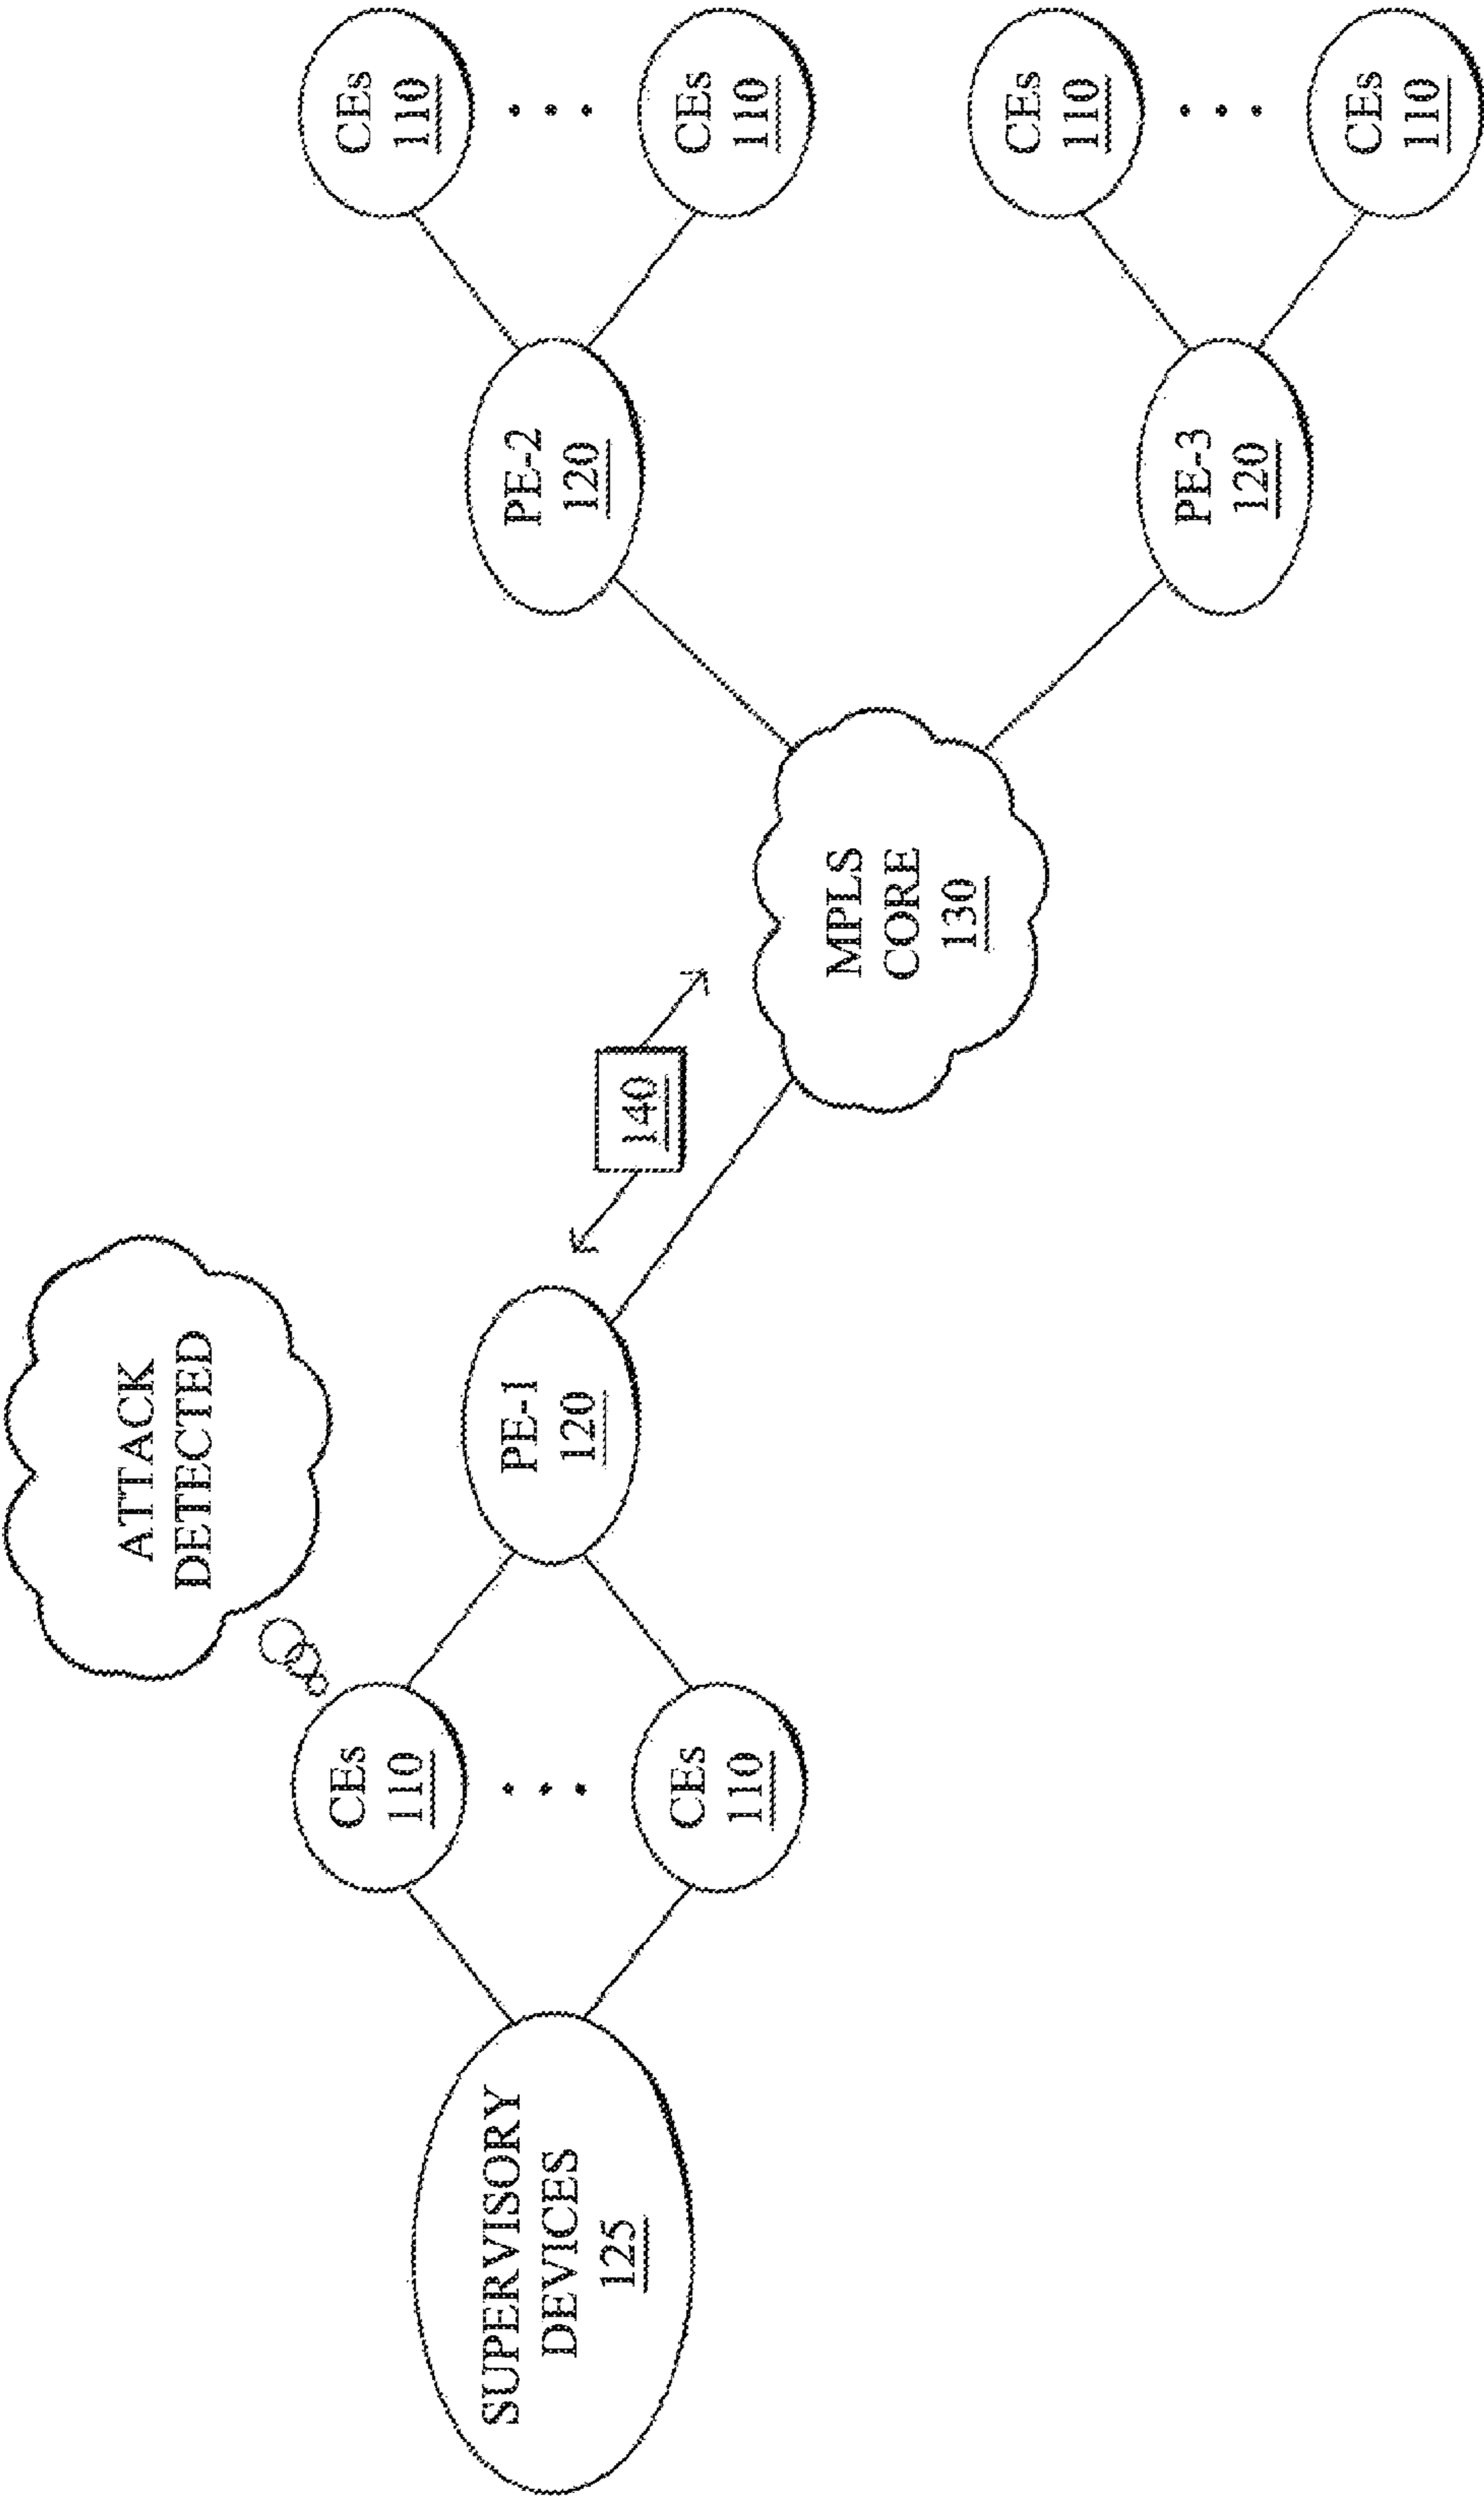 ATTACK
DETECTED
SUPERVISORY
DEVICES
125
CEs
110
CEs
110
PE-1
120
140
MPLS
CORE
130
PE-2
120
PE-3
120
CEs
110
CEs
110
CEs
110
CEs
110